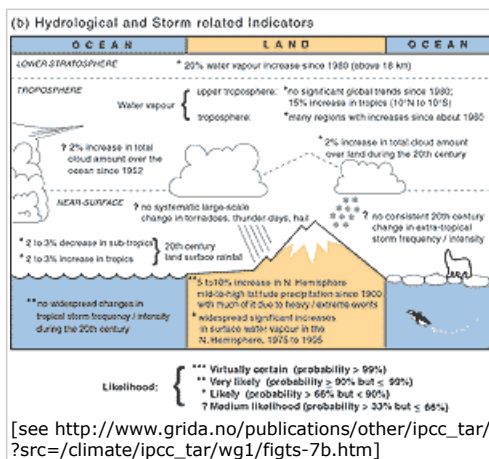 (b) Hydrological and Storm related Indicators
OCEAN LAND OCEAN
LOWER STRATOSPHERE * 20% water vapour increase since 1980 (above 18 km)
TROPOSPHERE
Water vapour
upper troposphere: * no significant global trends since 1980;
15% increase in tropics (10°N to 10°S)
troposphere: * many regions with increases since about 1960
? 2% increase in total
cloud amount over the
ocean since 1952
* 2% increase in total cloud amount
over land during the 20th century
NEAR-SURFACE
? no systematic large-scale
change in tornadoes, thunder days, hail
? no consistent 20th century
change in extra-tropical
storm frequency / intensity
* 2 to 3% decrease in sub-tropics
* 2 to 3% increase in tropics
20th century
land surface rainfall
** no widespread changes in
tropical storm frequency / intensity
during the 20th century
** 5 to 10% increase in N. Hemisphere
mid-to-high latitude precipitation since 1900
with much of it due to heavy / extreme events
* widespread significant increases
in surface water vapour in the
N. Hemisphere, 1975 to 1995
Likelihood:
*** Virtually certain (probability > 99%)
** Very likely (probability ≥ 90% but ≤ 99%)
* Likely (probability > 66% but < 90%)
? Medium likelihood (probability > 33% but ≤ 66%)
[see http://www.grida.no/publications/other/ipcc_tar/
?src=/climate/ipcc_tar/wg1/figts-7b.htm]